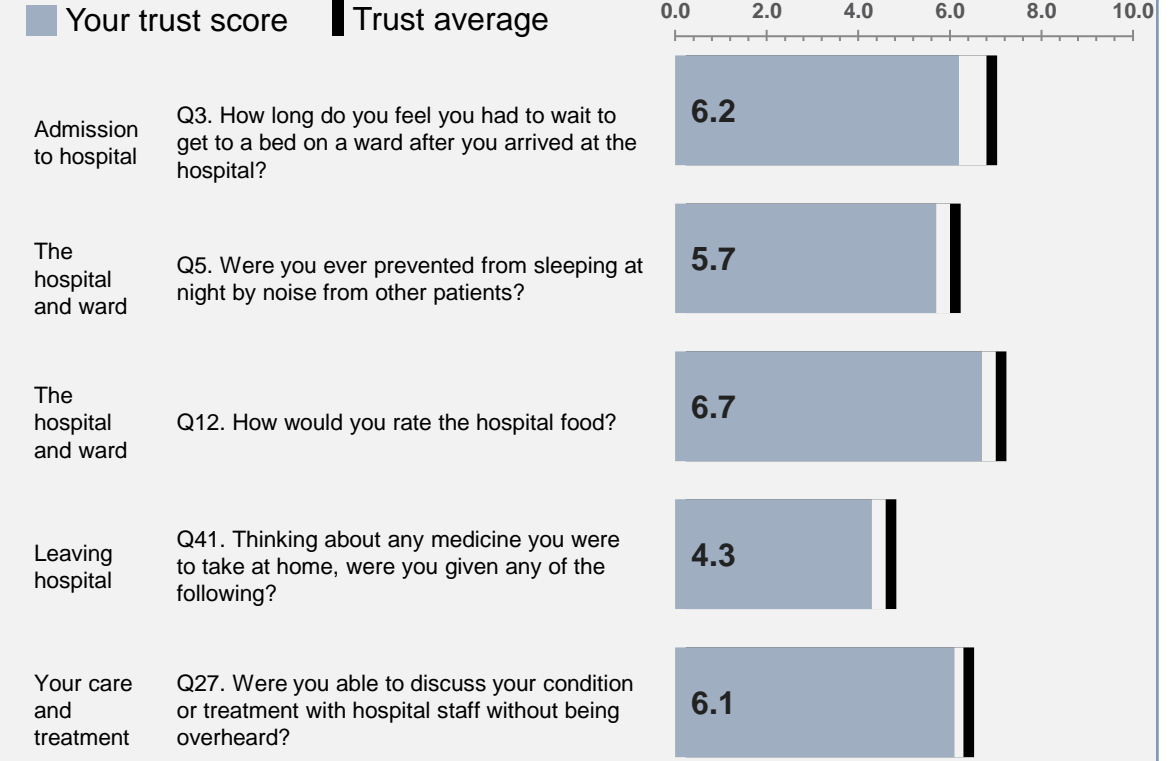 Your trust score Trust average
0.0 2.0 4.0 6.0 8.0 10.0
Admission
to hospital
Q3. How long do you feel you had to wait to
get to a bed on a ward after you arrived at the
hospital?
6.2
The
hospital
and ward
Q5. Were you ever prevented from sleeping at
night by noise from other patients?
5.7
The
hospital
and ward
Q12. How would you rate the hospital food?
6.7
Leaving
hospital
Q41. Thinking about any medicine you were
to take at home, were you given any of the
following?
4.3
Your care
and
treatment
Q27. Were you able to discuss your condition
or treatment with hospital staff without being
overheard?
6.1